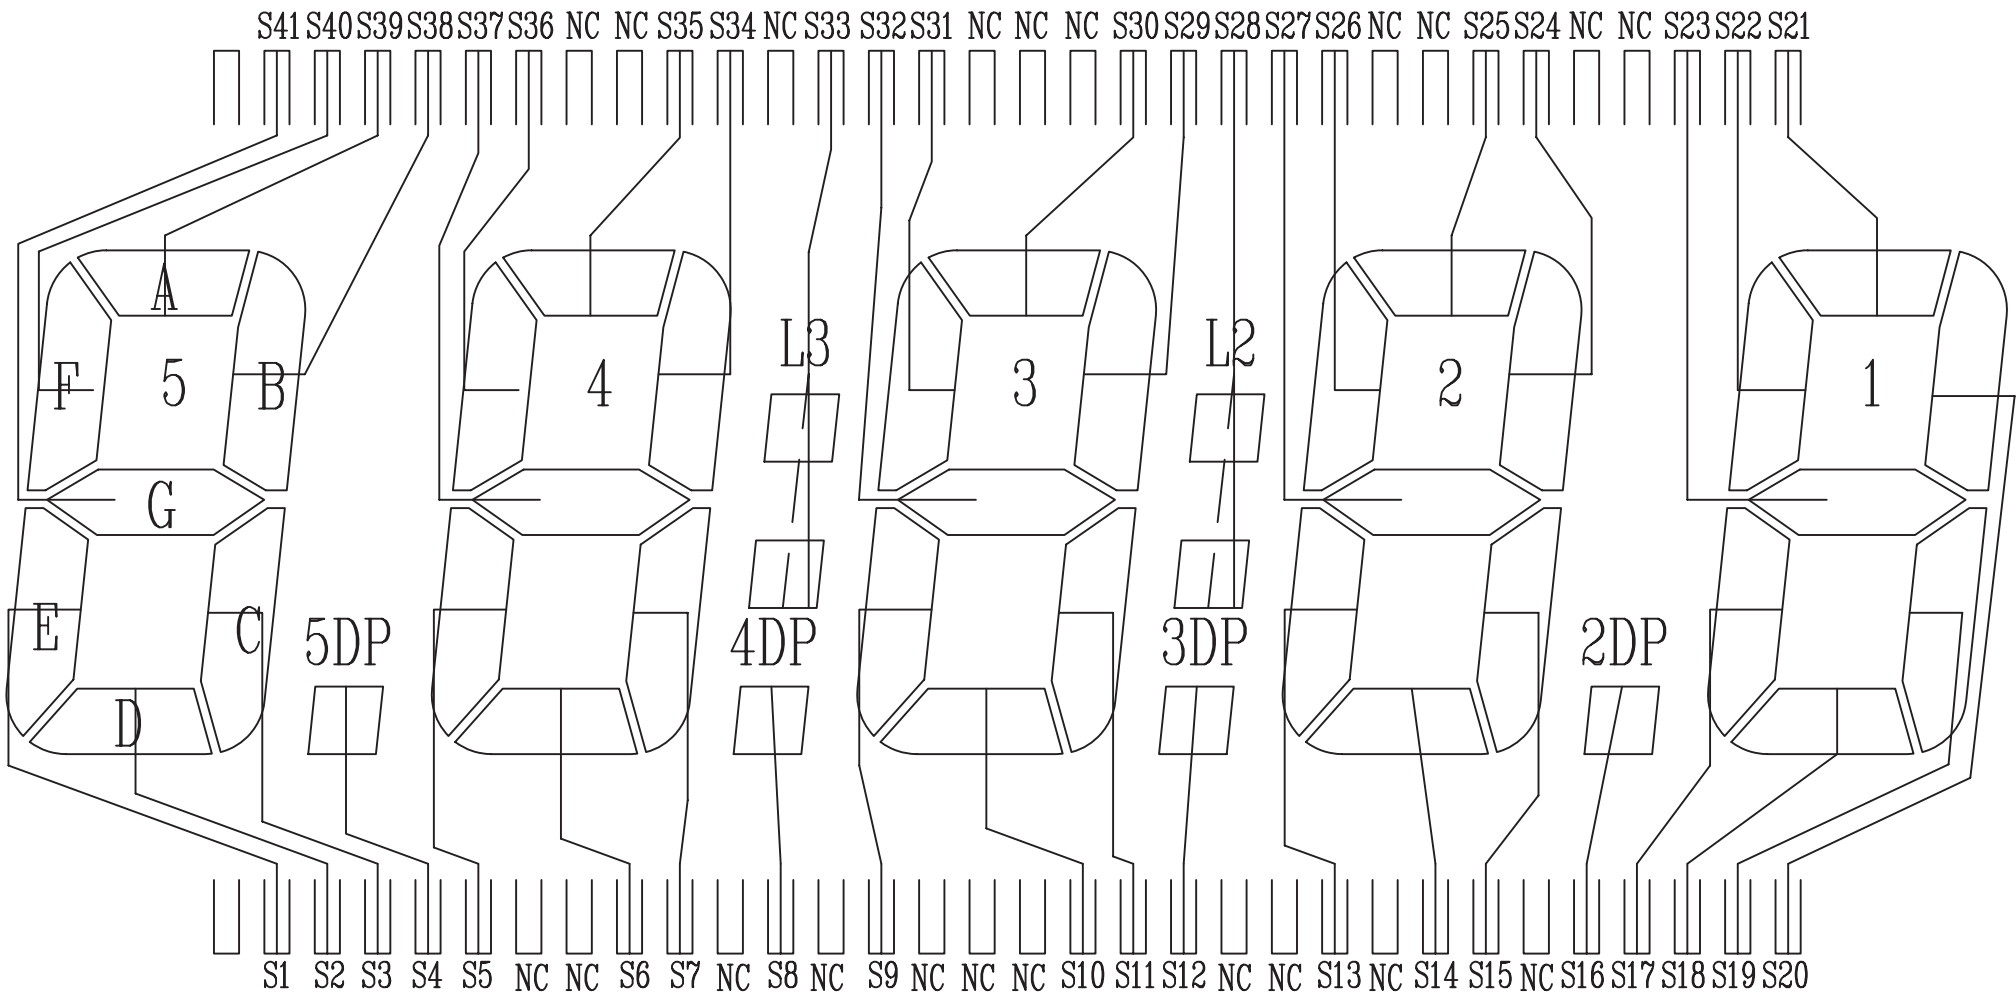 S41 S40 S39 S38 S37 S36 NC NC S35 S34 NC S33 S32 S31 NC NC NC S30 S29 S28 S27 S26 NC NC S25 S24 NC NC S23 S22 S21
A
L3 L2
F 5 B 4 3 2 1
G
E C 5DP 4DP 3DP 2DP
D
S1 S2 S3 S4 S5 NC NC S6 S7 NC S8 NC S9 NC NC NC S10 S11 S12 NC NC S13 NC S14 S15 NC S16 S17 S18 S19 S20